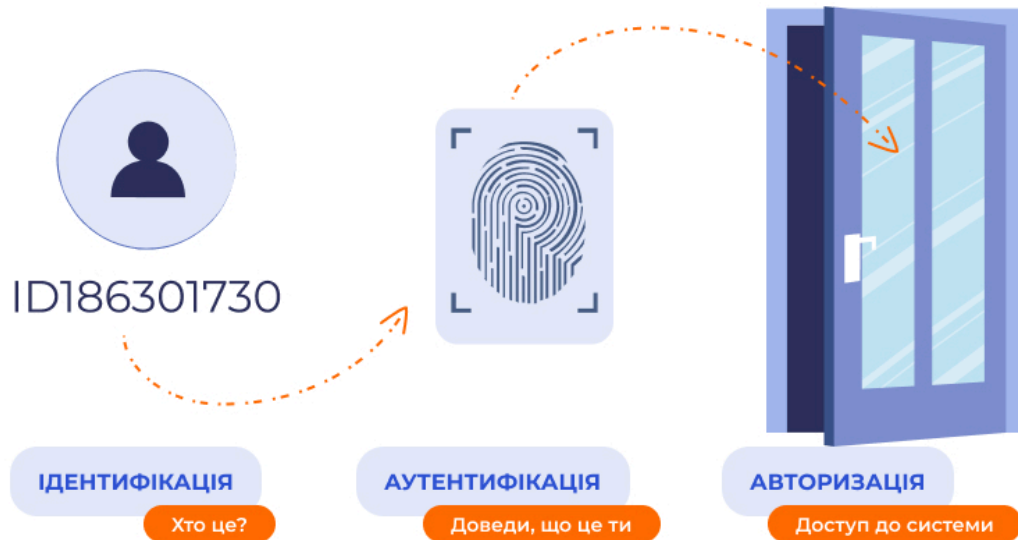 ID186301730
ІДЕНТИФІКАЦІЯ
Хто це?
АУТЕНТИФІКАЦІЯ
Доведи, що це ти
АВТОРИЗАЦІЯ
Доступ до системи